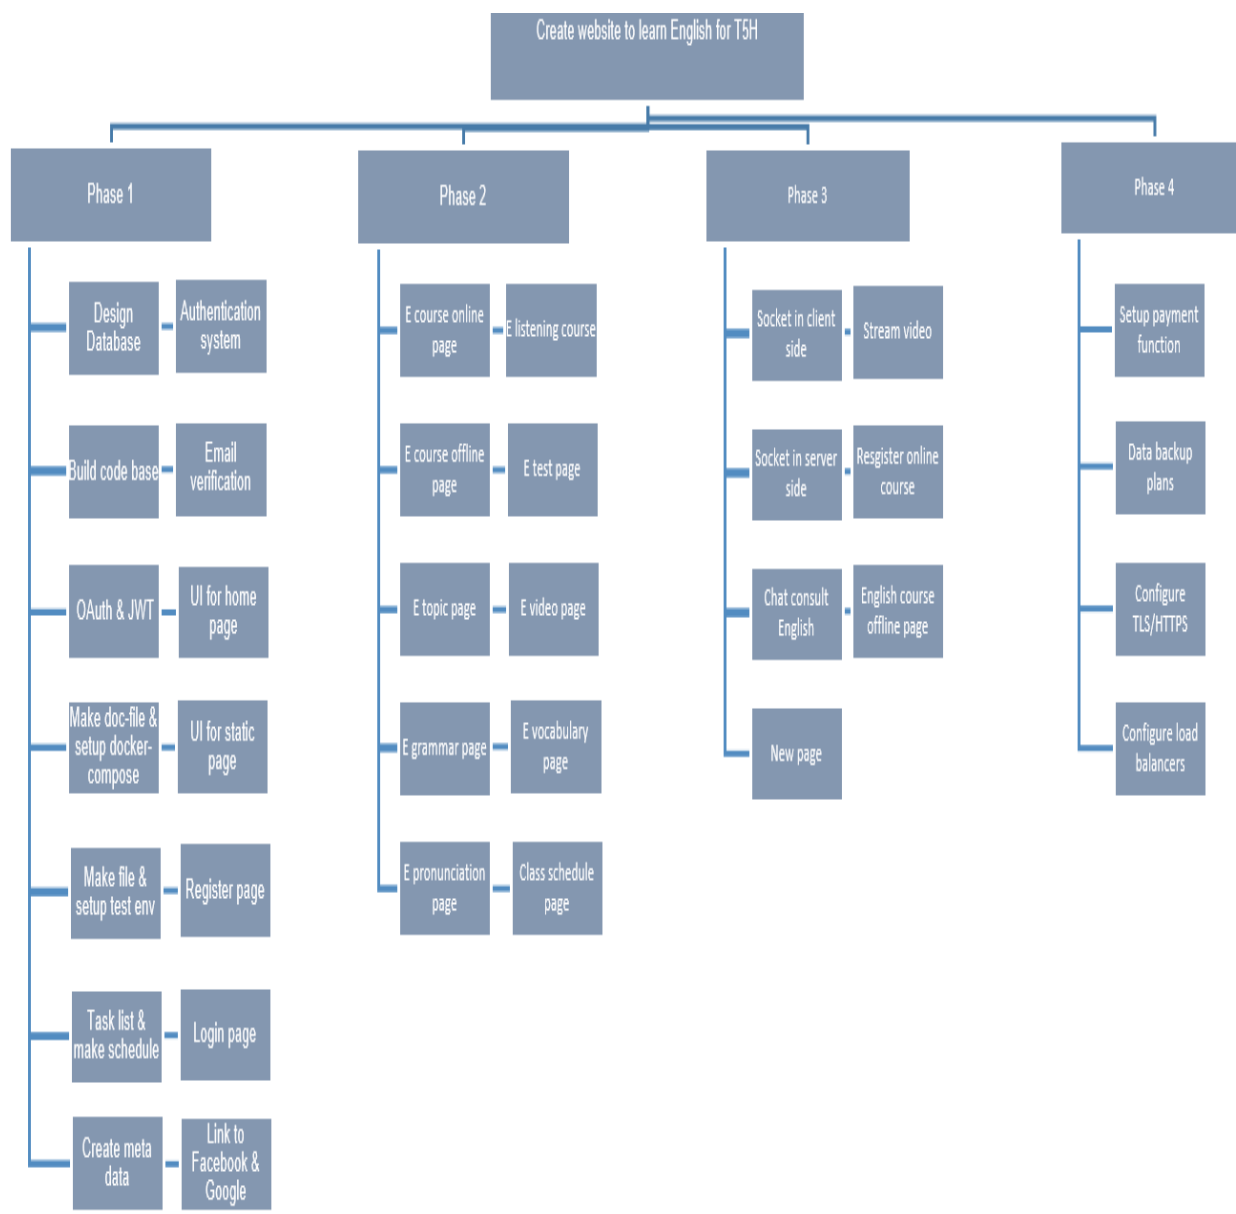 Create website to learn English for T5H
Phase 1
Phase 2
Phase 3
Phase 4
Design
Database
Authentication
system
Build code base
Email
verification
OAuth & JWT
UI for home
page
Make doc-file &
setup docker-
compose
UI for static
page
Make file &
setup test env
Register page
Task list &
make schedule
Login page
Create meta
data
Link to
Facebook &
Google
E course online
page
E listening course
E course offline
page
E test page
E topic page
E video page
E grammar page
E vocabulary
page
E pronunciation
page
Class schedule
page
Socket in client
side
Stream video
Socket in server
side
Resgister online
course
Chat consult
English
English course
offline page
New page
Setup payment
function
Data backup
plans
Configure
TLS/HTTPS
Configure load
balancers